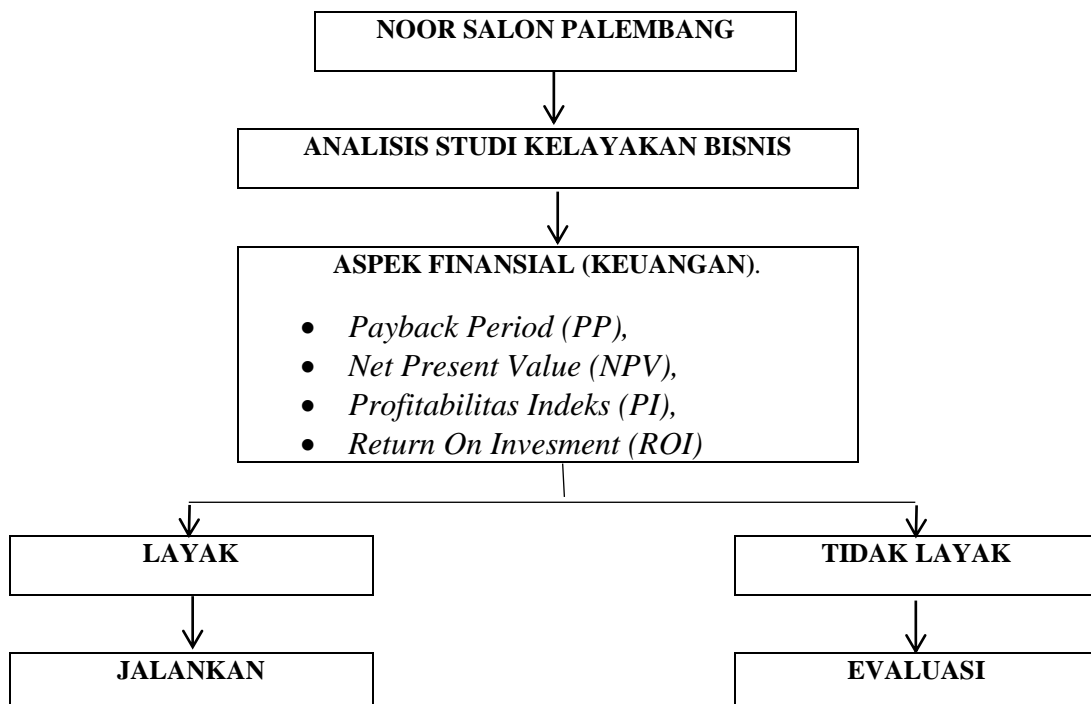 NOOR SALON PALEMBANG
ANALISIS STUDI KELAYAKAN BISNIS
ASPEK FINANSIAL (KEUANGAN).
• Payback Period (PP),
• Net Present Value (NPV),
• Profitabilitas Indeks (PI),
• Return On Invesment (ROI)
LAYAK
TIDAK LAYAK
JALANKAN
EVALUASI